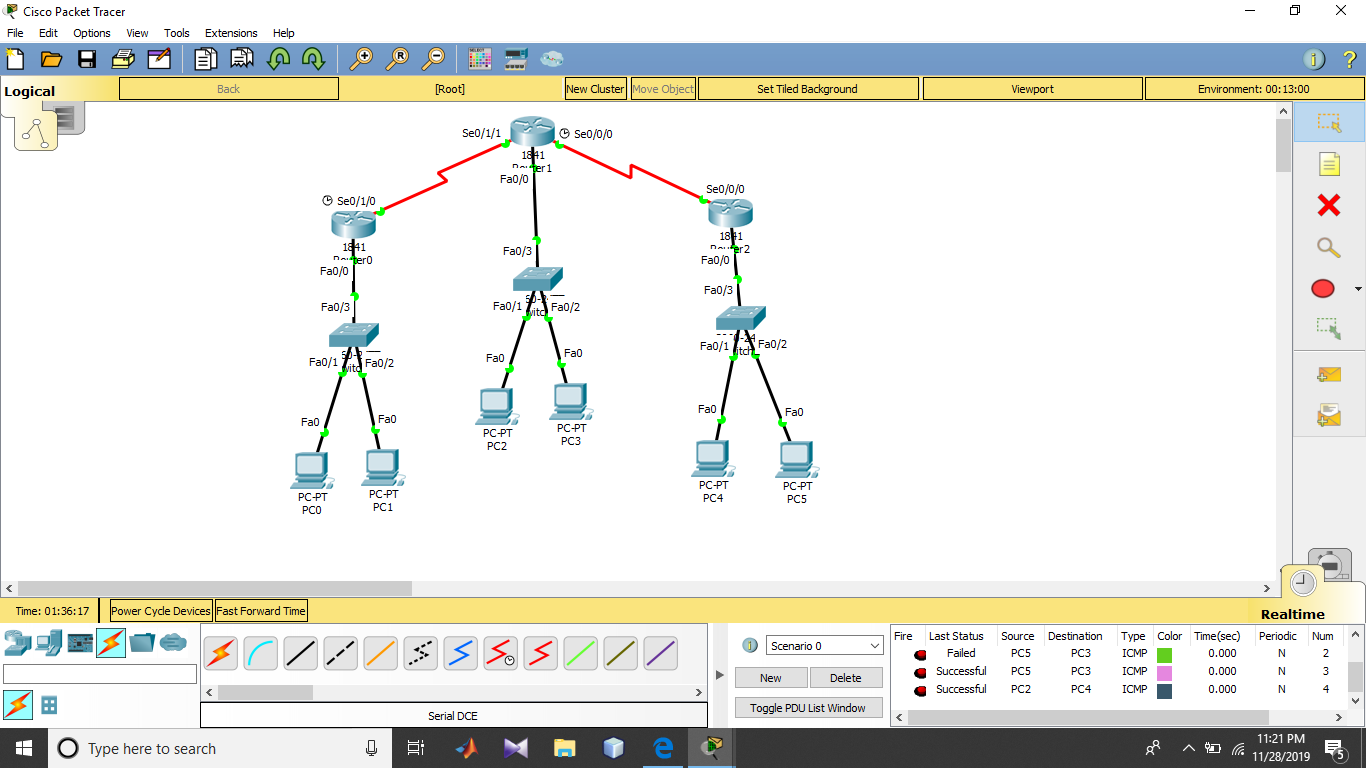 Cisco Packet Tracer
File Edit Options View Tools Extensions Help
Logical Back [Root] New Cluster Move Object Set Tiled Background Viewport Environment: 00:13:00
Se0/1/1 Se0/0/0
1841
Router1
Fa0/0
Se0/0/0
1841
Router2
Fa0/0
Se0/1/0
1841
Router0
Fa0/0
Fa0/3
Fa0/1 Fa0/2
Fa0 Fa0
PC-PT
PC2
PC-PT
PC3
Fa0/3
Fa0/1 Fa0/2
Fa0 Fa0
PC-PT
PC0
PC-PT
PC1
Fa0/3
Fa0/1 Fa0/2
Fa0 Fa0
PC-PT
PC4
PC-PT
PC5
Time: 01:36:17 Power Cycle Devices Fast Forward Time
Realtime
Serial DCE
Scenario 0
New Delete
Toggle PDU List Window
Fire Last Status Source Destination Type Color Time(sec) Periodic Num
Failed PC5 PC3 ICMP 0.000 N 2
Successful PC5 PC3 ICMP 0.000 N 3
Successful PC2 PC4 ICMP 0.000 N 4
Type here to search
11:21 PM
11/28/2019
5